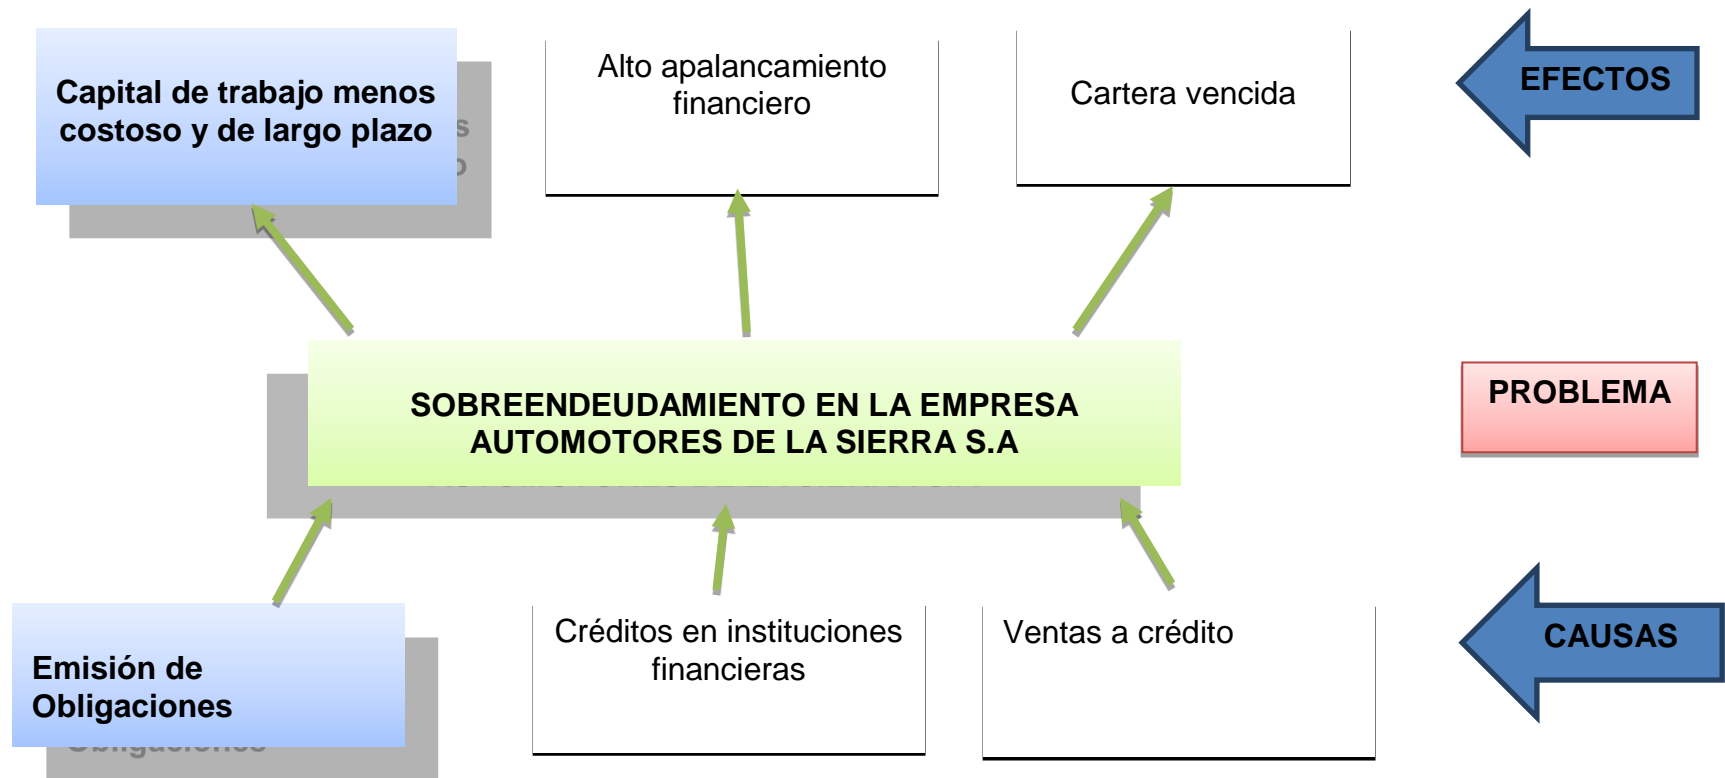 Capital de trabajo menos
costoso y de largo plazo
Alto apalancamiento
financiero
Cartera vencida
EFECTOS
SOBREENDEUDAMIENTO EN LA EMPRESA
AUTOMOTORES DE LA SIERRA S.A
PROBLEMA
Emisión de
Obligaciones
Créditos en instituciones
financieras
Ventas a crédito
CAUSAS